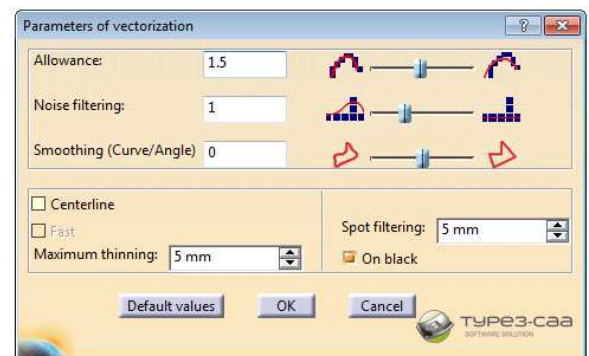 Parameters of vectorization
Allowance: 1.5
Noise filtering: 1
Smoothing (Curve/Angle) 0
Centerline
Fast
Maximum thinning: 5 mm
Spot filtering: 5 mm
On black
Default values OK Cancel
TYPE3-CAA
SOFTWARE SOLUTION